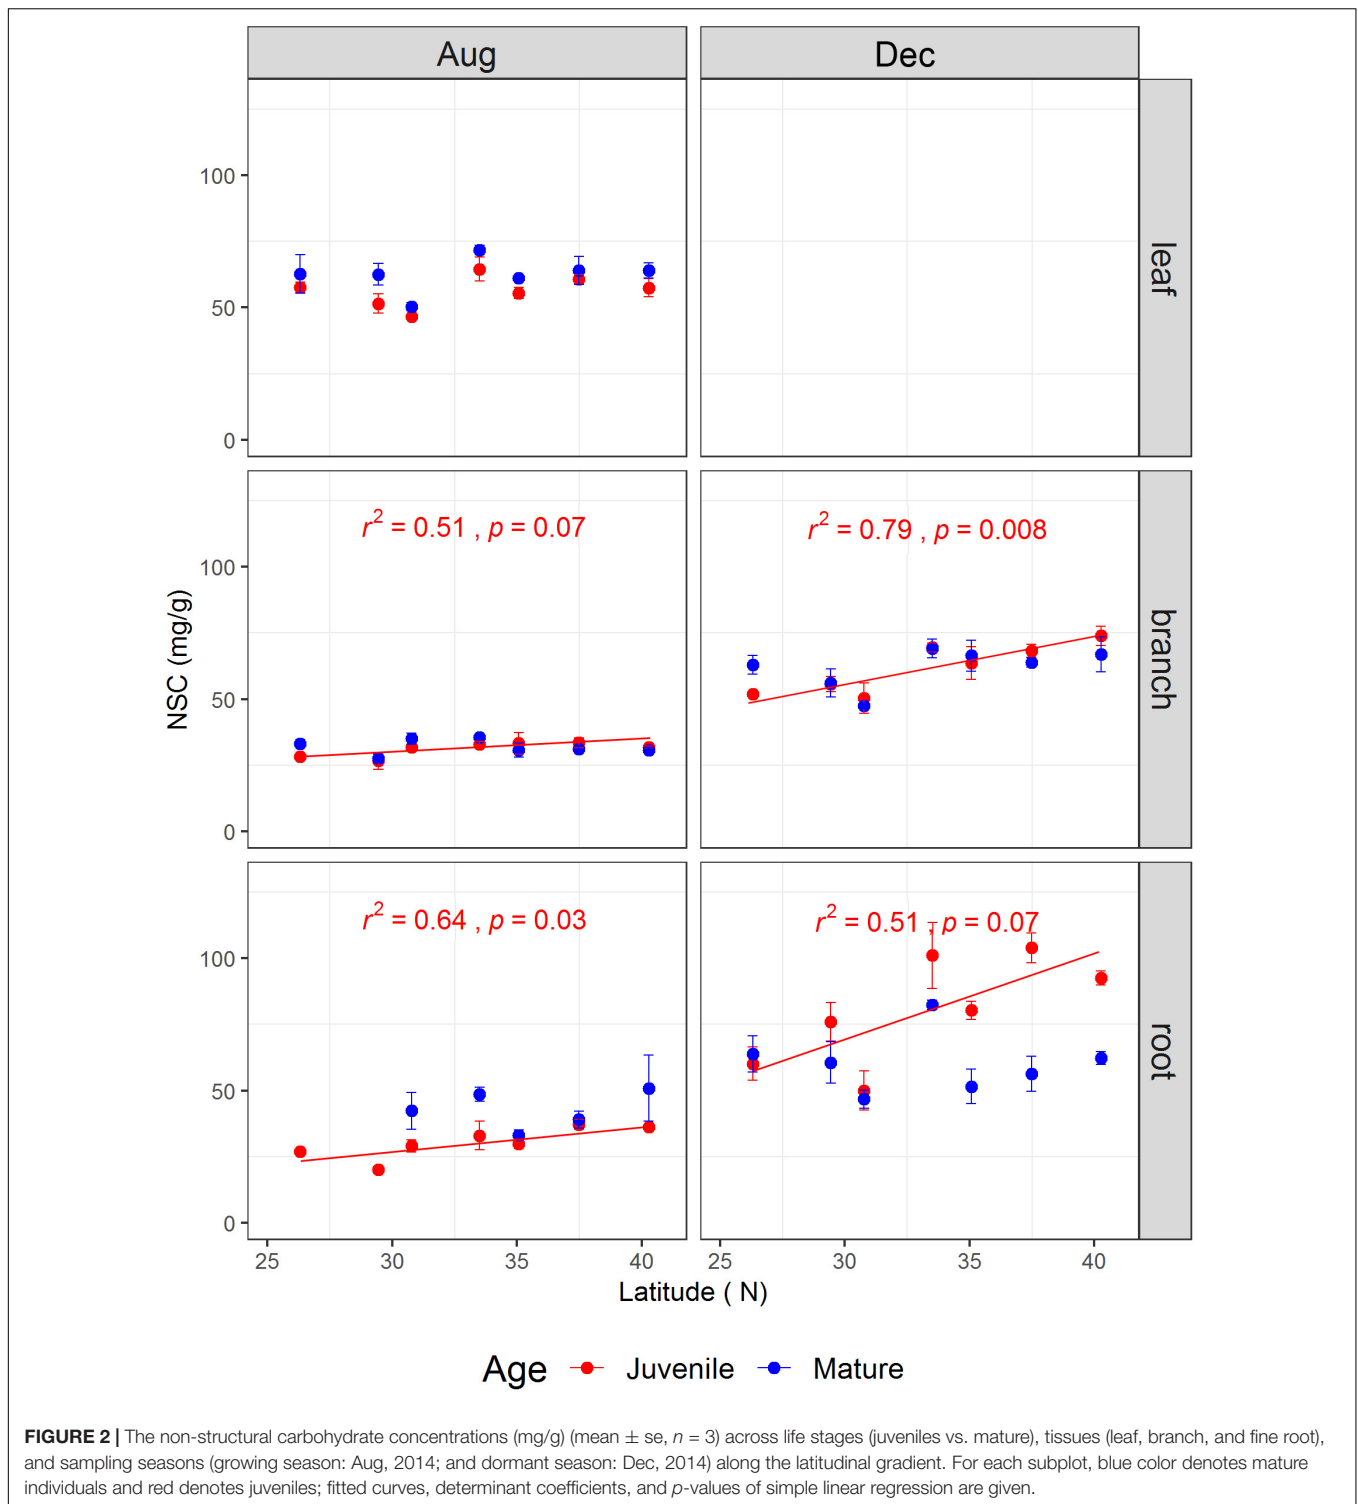 Aug
Dec
100
50
0
leaf
r² = 0.51 , p = 0.07
r² = 0.79 , p = 0.008
100
50
0
branch
NSC (mg/g)
r² = 0.64 , p = 0.03
r² = 0.51 , p = 0.07
100
50
0
root
25 30 35 40
25 30 35 40
Latitude ( N)
Age Juvenile Mature
FIGURE 2 | The non-structural carbohydrate concentrations (mg/g) (mean ± se, n = 3) across life stages (juveniles vs. mature), tissues (leaf, branch, and fine root),
and sampling seasons (growing season: Aug, 2014; and dormant season: Dec, 2014) along the latitudinal gradient. For each subplot, blue color denotes mature
individuals and red denotes juveniles; fitted curves, determinant coefficients, and p-values of simple linear regression are given.